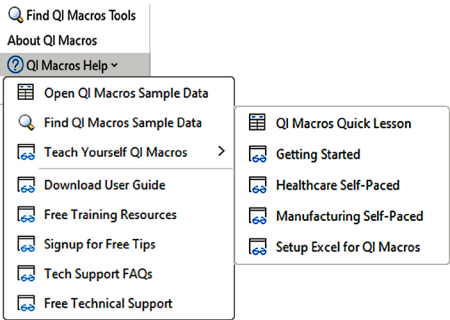 Find QI Macros Tools
About QI Macros
QI Macros Help
Open QI Macros Sample Data
Find QI Macros Sample Data
Teach Yourself QI Macros
Download User Guide
Free Training Resources
Signup for Free Tips
Tech Support FAQs
Free Technical Support
QI Macros Quick Lesson
Getting Started
Healthcare Self-Paced
Manufacturing Self-Paced
Setup Excel for QI Macros